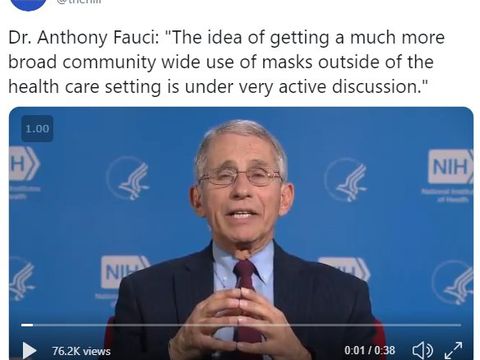 @thehill
Dr. Anthony Fauci: "The idea of getting a much more
broad community wide use of masks outside of the
health care setting is under very active discussion."
1.00
H
NIH
National Institutes
of Health
NIH
NIH
76.2K views
0:01 / 0:38